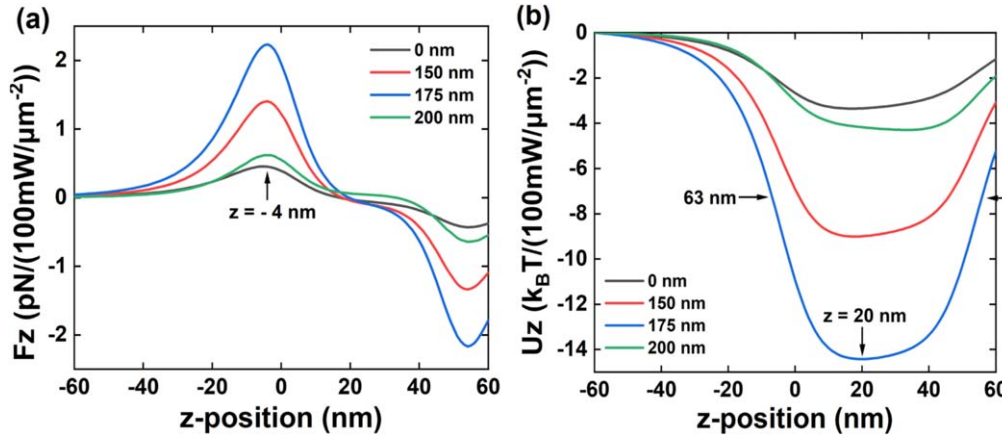 (a)
Fz (pN/(100mW/μm⁻²))
2
1
0
-1
-2
0 nm
150 nm
175 nm
200 nm
z = - 4 nm
-60
-40
-20
0
20
40
60
z-position (nm)
(b)
Uz (k_BT/(100mW/μm⁻²))
0
-2
-4
-6
-8
-10
-12
-14
63 nm
0 nm
150 nm
175 nm
200 nm
z = 20 nm
-60
-40
-20
0
20
40
60
z-position (nm)